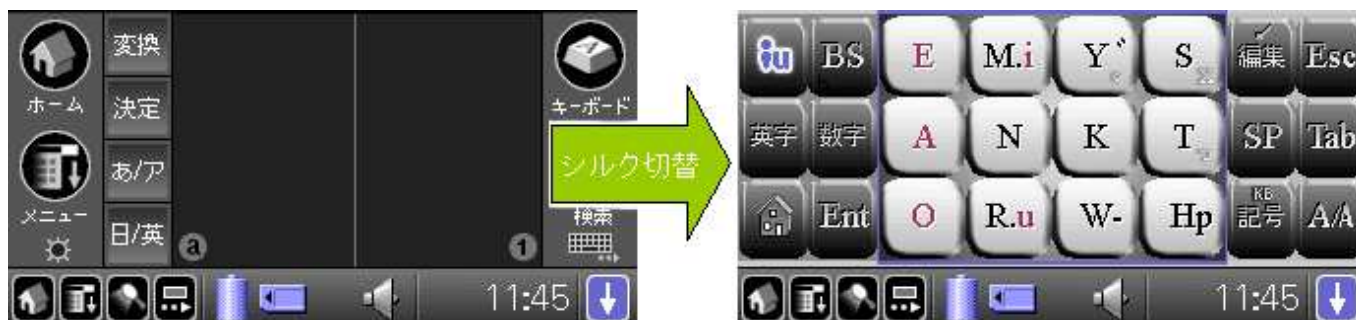 変換
ホーム
決定
キーボード
あ/ア
メニュー
日/英
a
1
検索
11:45
シルク切替
iu BS E M.i Y゛ S 編集 Esc
英字 数字 A N K T SP Tab
Ent O R.u W- Hp KB 記号 A/A
11:45